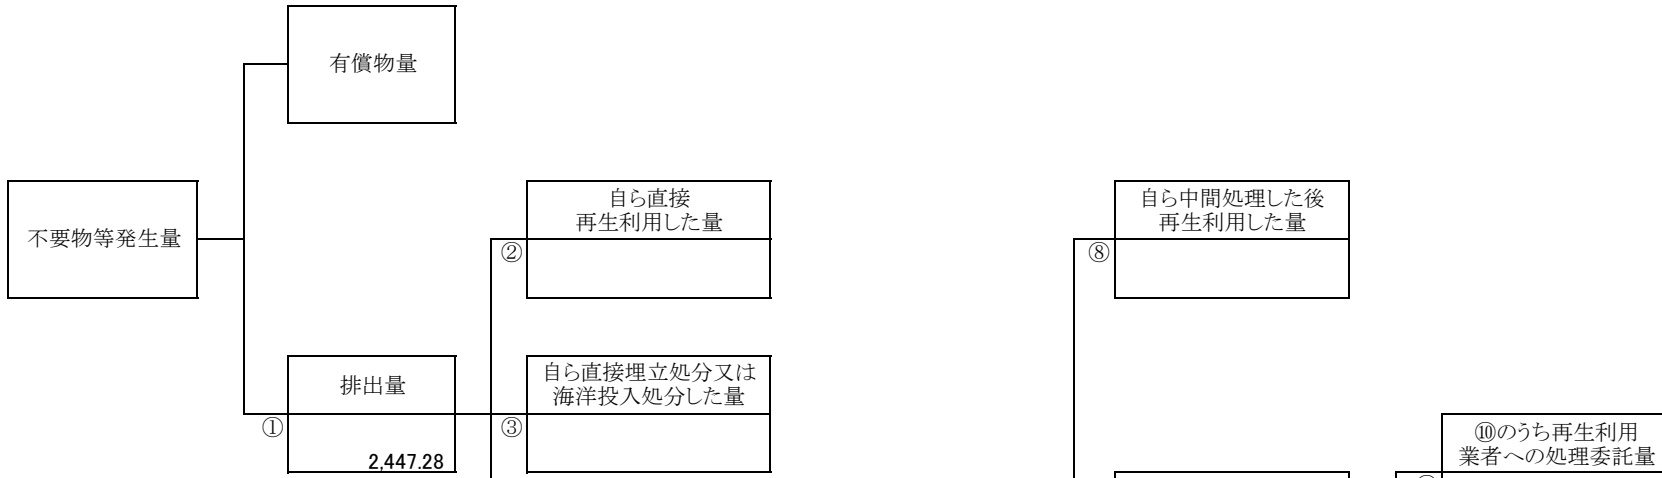 有償物量
不要物等発生量
自ら直接
再生利用した量
②
自ら中間処理した後
再生利用した量
⑧
排出量
①
2,447.28
自ら直接埋立処分又は
海洋投入処分した量
③
⑩のうち再生利用
業者への処理委託量